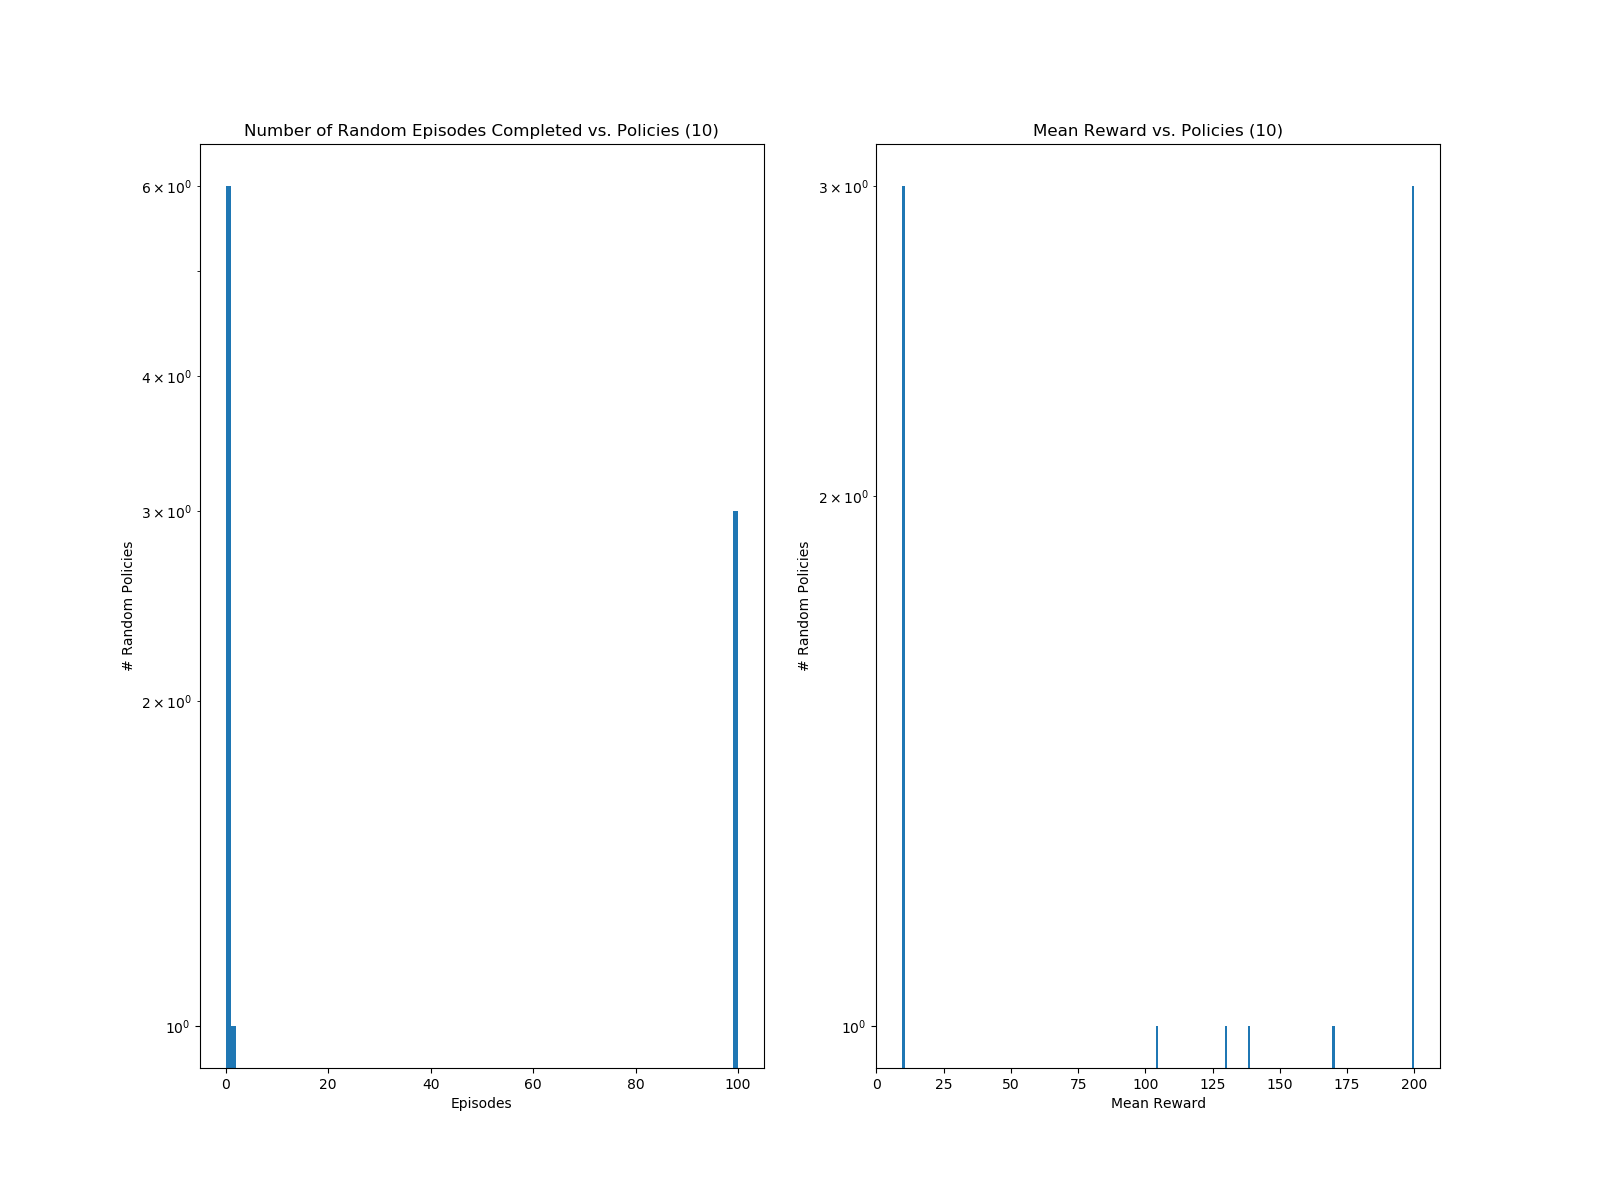 Number of Random Episodes Completed vs. Policies (10)
6 × 10⁰
4 × 10⁰
3 × 10⁰
2 × 10⁰
10⁰
# Random Policies
0 20 40 60 80 100
Episodes
Mean Reward vs. Policies (10)
3 × 10⁰
2 × 10⁰
10⁰
# Random Policies
0 25 50 75 100 125 150 175 200
Mean Reward